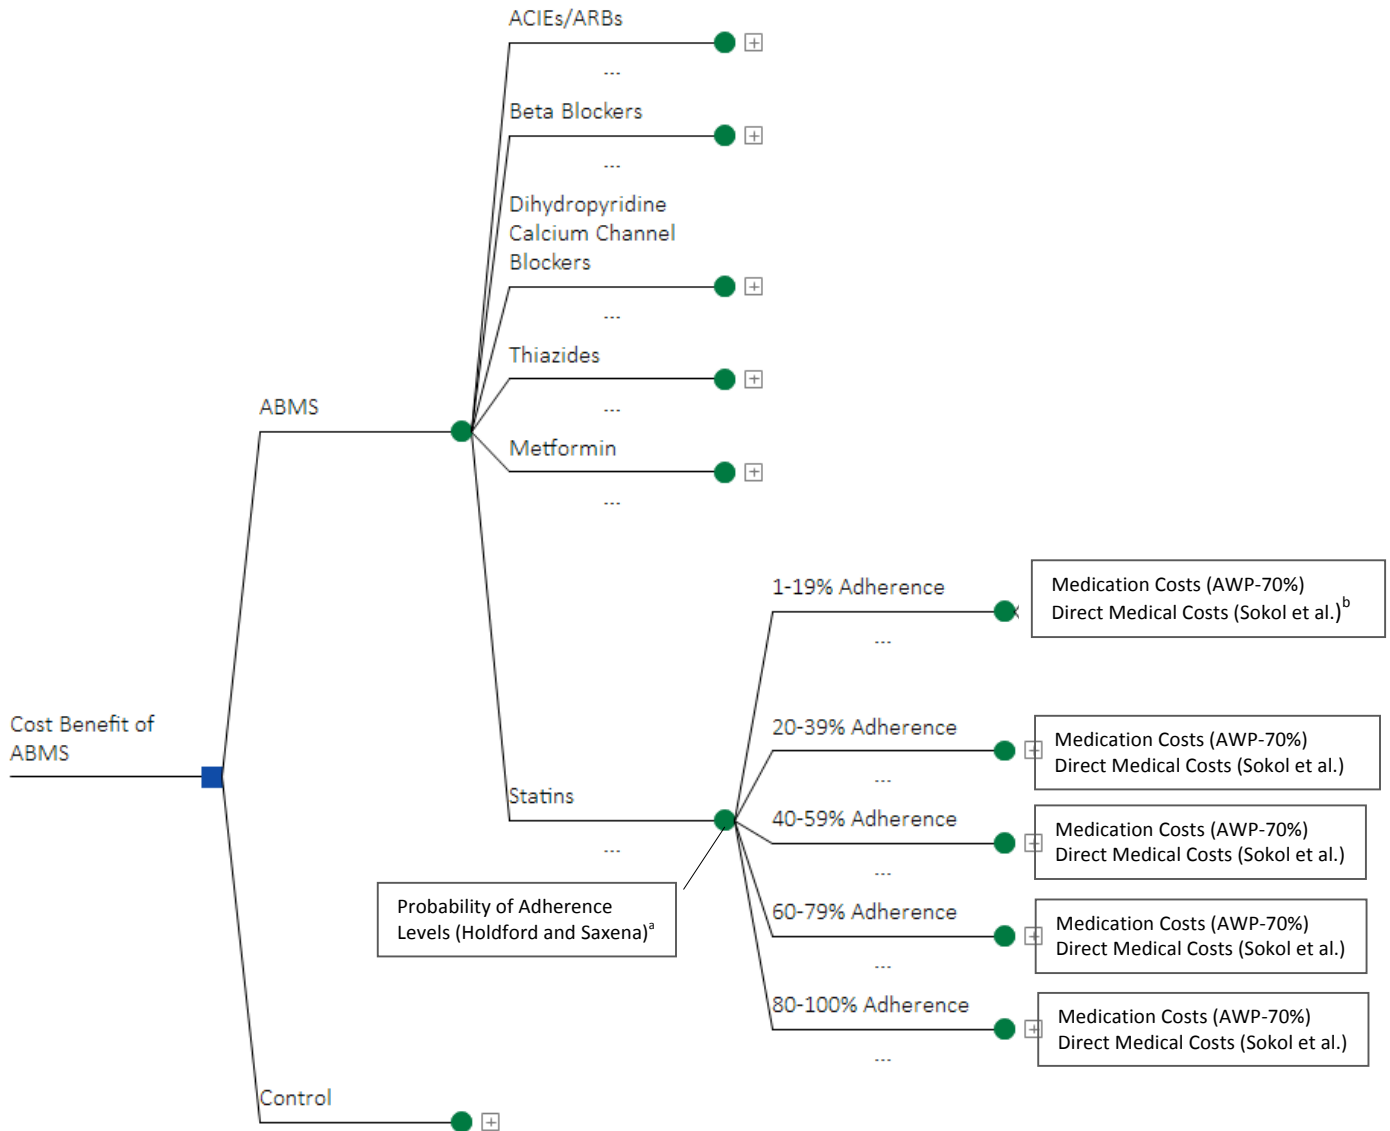 ACIEs/ARBs
---
Beta Blockers
---
Dihydropyridine
Calcium Channel
Blockers
---
Thiazides
---
ABMS
Metformin
---
1-19% Adherence
---
Medication Costs (AWP-70%)
Direct Medical Costs (Sokol et al.)b
Cost Benefit of
ABMS
Statins
---
20-39% Adherence
---
Medication Costs (AWP-70%)
Direct Medical Costs (Sokol et al.)
40-59% Adherence
---
Medication Costs (AWP-70%)
Direct Medical Costs (Sokol et al.)
Probability of Adherence
Levels (Holdford and Saxena)a
60-79% Adherence
---
Medication Costs (AWP-70%)
Direct Medical Costs (Sokol et al.)
80-100% Adherence
---
Medication Costs (AWP-70%)
Direct Medical Costs (Sokol et al.)
Control